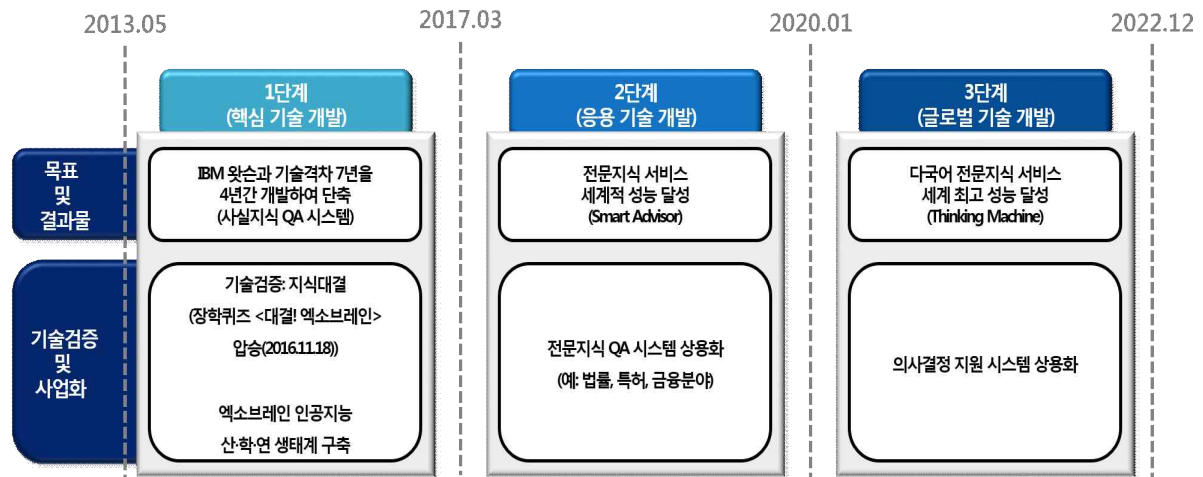 2013.05
2017.03
2020.01
2022.12
1단계
(핵심 기술 개발)
2단계
(응용 기술 개발)
3단계
(글로벌 기술 개발)
목표
및
결과물
IBM 왓슨과 기술격차 7년을
4년간 개발하여 단축
(사실지식 QA 시스템)
전문지식 서비스
세계적 성능 달성
(Smart Advisor)
다국어 전문지식 서비스
세계 최고 성능 달성
(Thinking Machine)
기술검증
및
사업화
기술검증: 지식대결
(장학퀴즈 <대결! 엑소브레인>
압승(2016.11.18))
엑소브레인 인공지능
산·학·연 생태계 구축
전문지식 QA 시스템 상용화
(예: 법률, 특허, 금융분야)
의사결정 지원 시스템 상용화